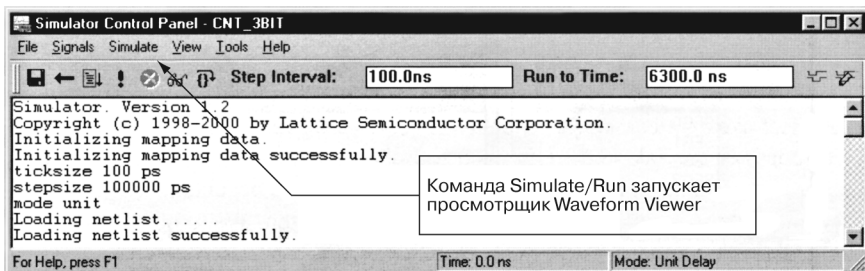 Simulator Control Panel - CNT_3BIT
File Signals Simulate View Tools Help
Step Interval: 100.0ns Run to Time: 6300.0 ns
Simulator. Version 1.2
Copyright (c) 1998-2000 by Lattice Semiconductor Corporation.
Initializing mapping data.
Initializing mapping data successfully.
ticksize 100 ps
stepsize 100000 ps
mode unit
Loading netlist......
Loading netlist successfully.
Команда Simulate/Run запускает
просмотрщик Waveform Viewer
For Help, press F1 Time: 0.0 ns Mode: Unit Delay